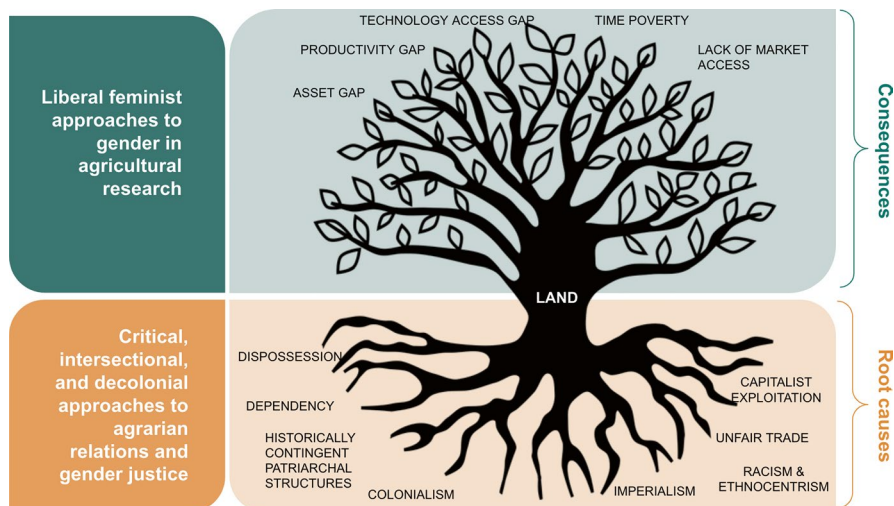 TECHNOLOGY ACCESS GAP
TIME POVERTY
PRODUCTIVITY GAP
LACK OF MARKET
ACCESS
ASSET GAP
Liberal feminist
approaches to
gender in
agricultural
research
Consequences
LAND
Critical,
intersectional,
and decolonial
approaches to
agrarian
relations and
gender justice
DISPOSSESSION
DEPENDENCY
HISTORICALLY
CONTINGENT
PATRIARCHAL
STRUCTURES
COLONIALISM
IMPERIALISM
CAPITALIST
EXPLOITATION
UNFAIR TRADE
RACISM &
ETHNOCENTRISM
Root causes